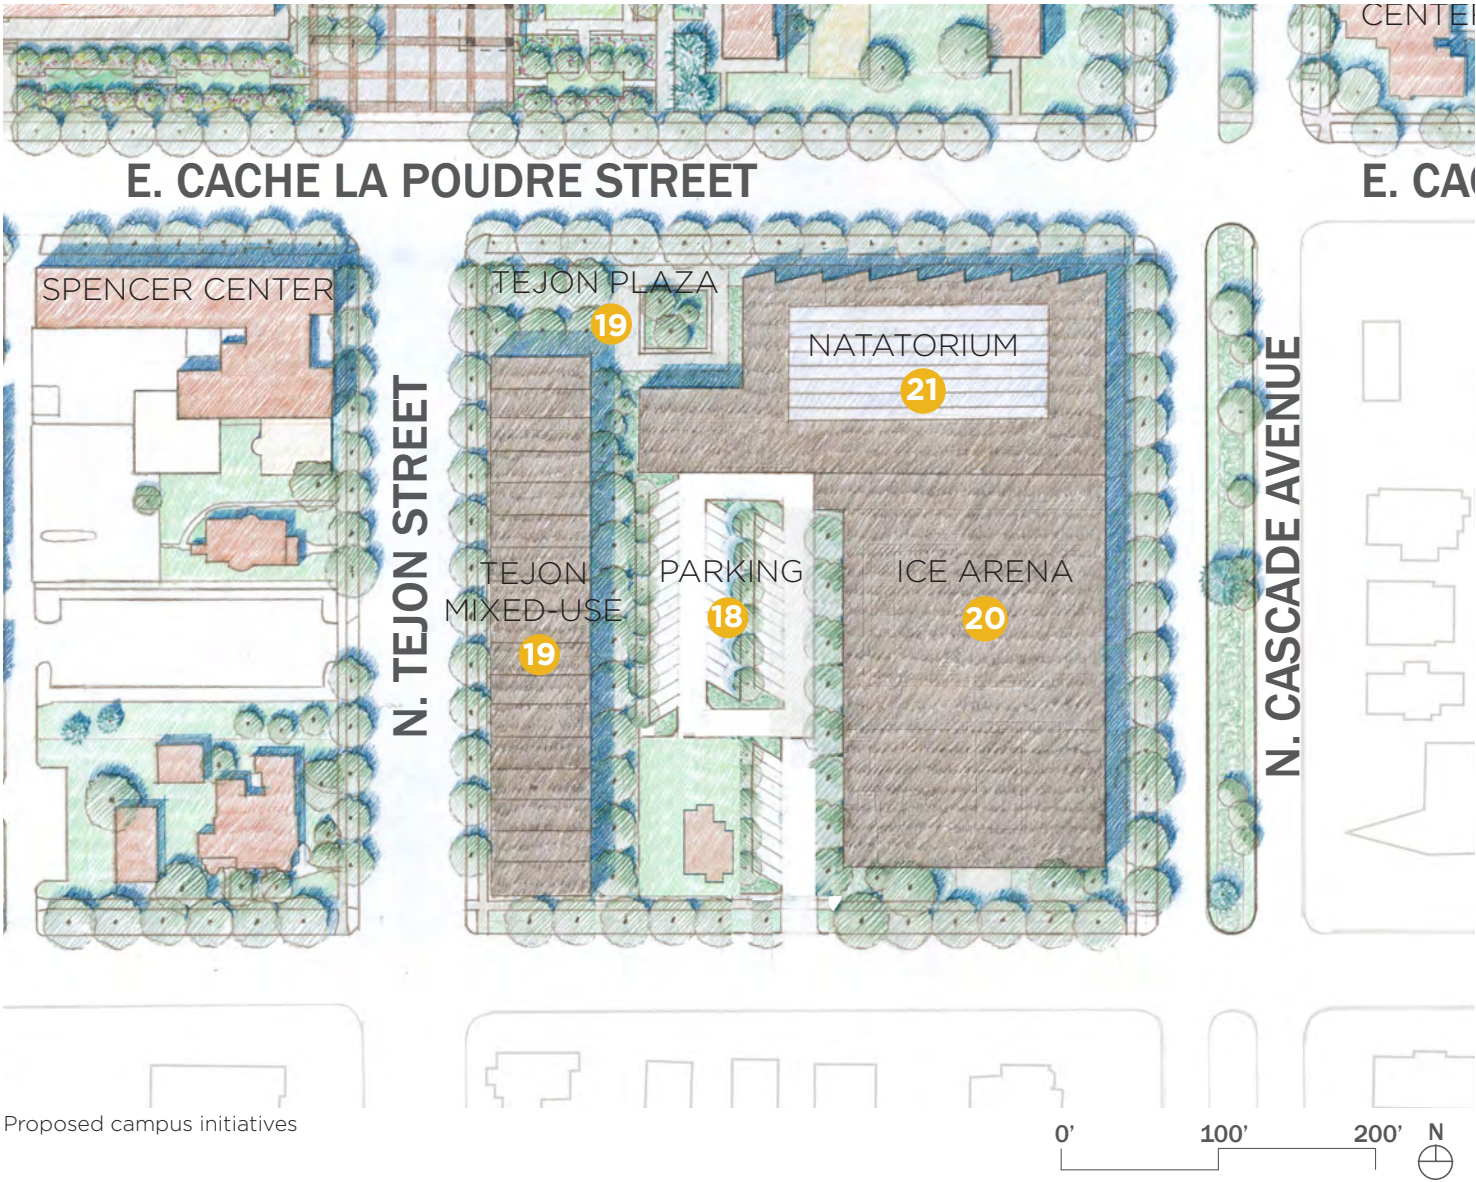 CENTER
E. CACHE LA POUDRE STREET
E. CAC
SPENCER CENTER
TEJON PLAZA
19
NATATORIUM
21
N. TEJON STREET
N. CASCADE AVENUE
TEJON
MIXED-USE
19
PARKING
18
ICE ARENA
20
Proposed campus initiatives
0’
100’
200’
N